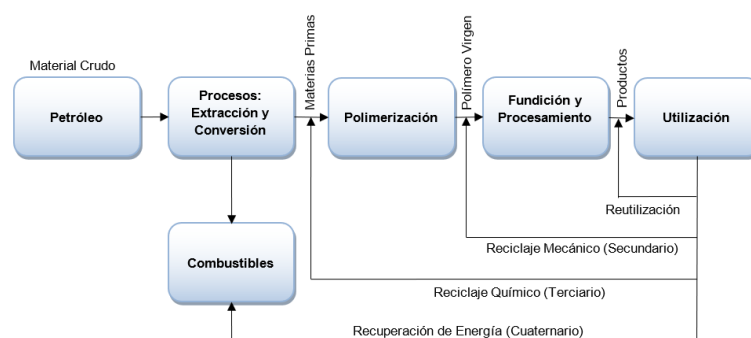 Material Crudo
Petróleo
Procesos:
Extracción y
Conversión
Materias Primas
Polimerización
Polímero Virgen
Fundición y
Procesamiento
Productos
Utilización
Reutilización
Reciclaje Mecánico (Secundario)
Combustibles
Reciclaje Químico (Terciario)
Recuperación de Energía (Cuaternario)